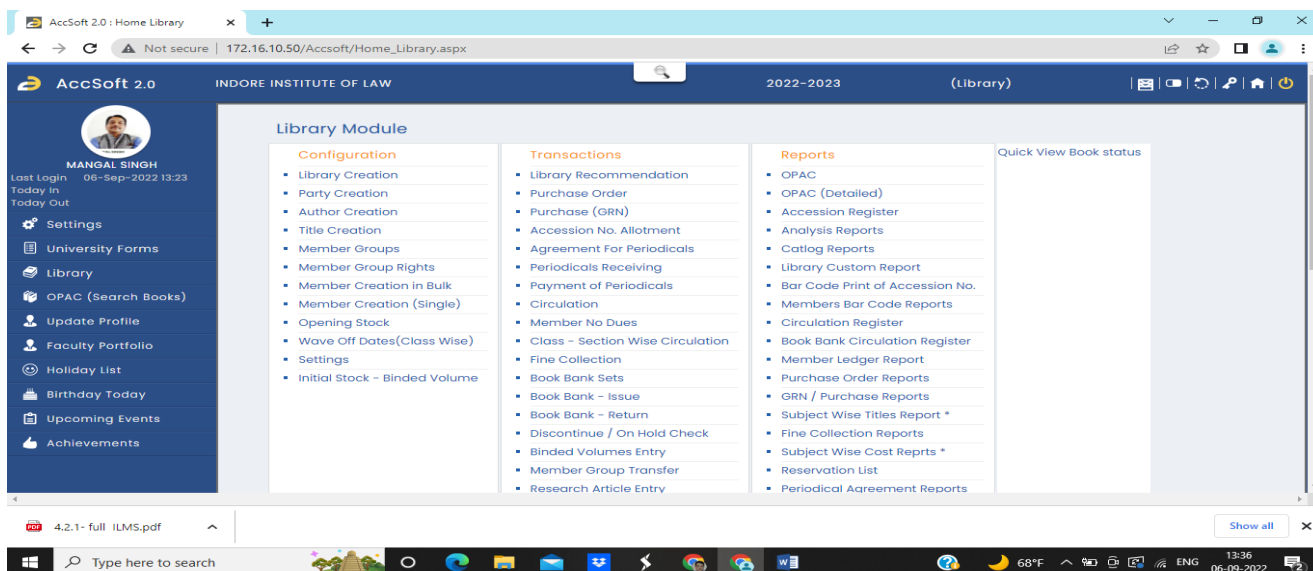 AccSoft 2.0 : Home Library
Not secure | 172.16.10.50/Accsoft/Home_Library.aspx
AccSoft 2.0 INDORE INSTITUTE OF LAW 2022-2023 (Library)
MANGAL SINGH
Last Login 06-Sep-2022 13:23
Today In
Today Out
Settings
University Forms
Library
OPAC (Search Books)
Update Profile
Faculty Portfolio
Holiday List
Birthday Today
Upcoming Events
Achievements
Library Module
Configuration
Library Creation
Party Creation
Author Creation
Title Creation
Member Groups
Member Group Rights
Member Creation in Bulk
Member Creation (Single)
Opening Stock
Wave Off Dates(Class Wise)
Settings
Initial Stock - Binded Volume
Transactions
Library Recommendation
Purchase Order
Purchase (GRN)
Accession No. Allotment
Agreement For Periodicals
Periodicals Receiving
Payment of Periodicals
Circulation
Member No Dues
Class - Section Wise Circulation
Fine Collection
Book Bank Sets
Book Bank - Issue
Book Bank - Return
Discontinue / On Hold Check
Binded Volumes Entry
Member Group Transfer
Research Article Entry
Reports
OPAC
OPAC (Detailed)
Accession Register
Analysis Reports
Catlog Reports
Library Custom Report
Bar Code Print of Accession No.
Members Bar Code Reports
Circulation Register
Book Bank Circulation Register
Member Ledger Report
Purchase Order Reports
GRN / Purchase Reports
Subject Wise Titles Report *
Fine Collection Reports
Subject Wise Cost Reprts *
Reservation List
Periodical Agreement Reports
Quick View Book status
PDF 4.2.1- full ILMS.pdf
Show all
Type here to search
68°F
ENG
13:36
06-09-2022